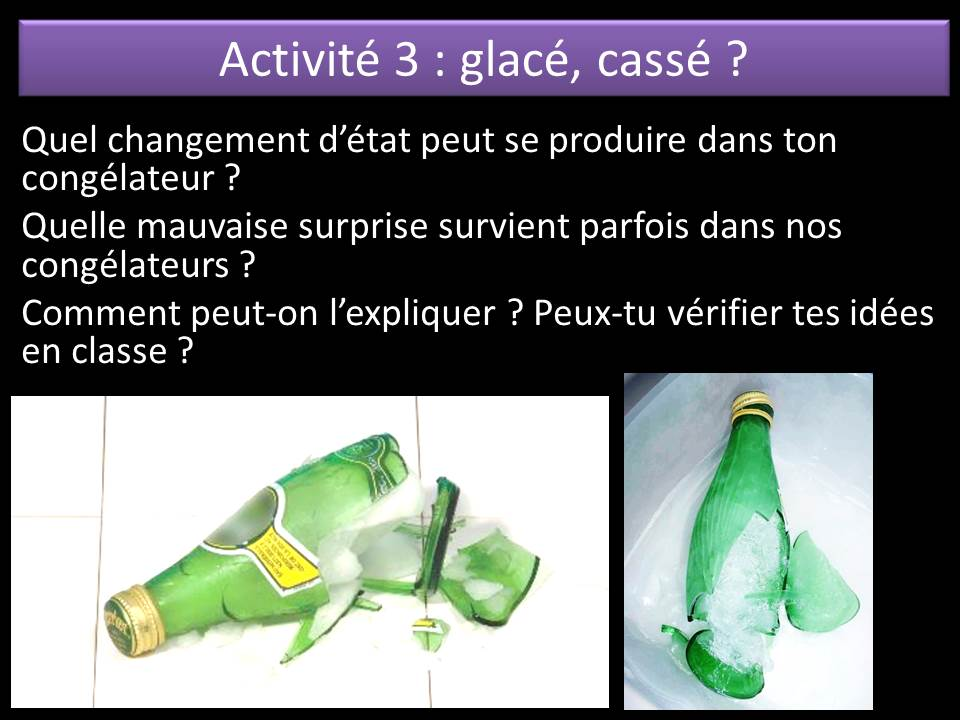 Activité 3 : glacé, cassé ?
Quel changement d’état peut se produire dans ton
congélateur ?
Quelle mauvaise surprise survient parfois dans nos
congélateurs ?
Comment peut-on l’expliquer ? Peux-tu vérifier tes idées
en classe ?